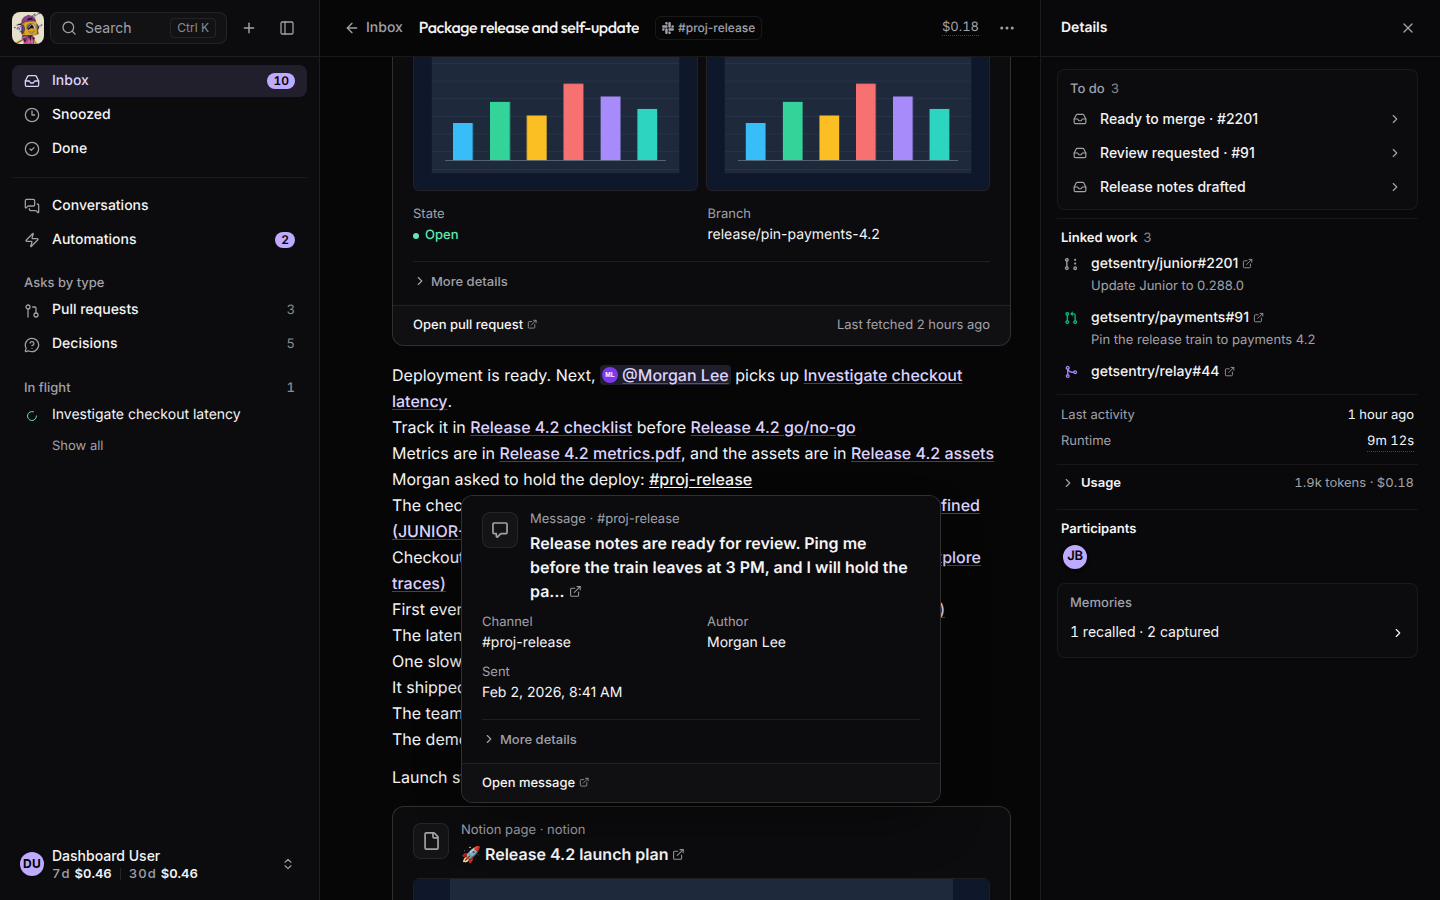 Search
Ctrl K
Inbox
10
Snoozed
Done
Conversations
Automations
2
Asks by type
Pull requests
3
Decisions
5
In flight
1
Investigate checkout latency
Show all
DU
Dashboard User
7d $0.46 | 30d $0.46
Inbox
Package release and self-update
#proj-release
$0.18
State
Open
Branch
release/pin-payments-4.2
More details
Open pull request
Last fetched 2 hours ago
Deployment is ready. Next, ML @Morgan Lee picks up Investigate checkout
latency.
Track it in Release 4.2 checklist before Release 4.2 go/no-go
Metrics are in Release 4.2 metrics.pdf, and the assets are in Release 4.2 assets
Morgan asked to hold the deploy: #proj-release
The chec
fined
(JUNIOR-
Checkout
plore
traces)
First ever
)
The laten
One slow
It shipped
The team
The demo
Launch s
Message · #proj-release
Release notes are ready for review. Ping me
before the train leaves at 3 PM, and I will hold the
pa...
Channel
#proj-release
Author
Morgan Lee
Sent
Feb 2, 2026, 8:41 AM
More details
Open message
Notion page · notion
🚀 Release 4.2 launch plan
Details
To do 3
Ready to merge · #2201
Review requested · #91
Release notes drafted
Linked work 3
getsentry/junior#2201
Update Junior to 0.288.0
getsentry/payments#91
Pin the release train to payments 4.2
getsentry/relay#44
Last activity
1 hour ago
Runtime
9m 12s
Usage
1.9k tokens · $0.18
Participants
JB
Memories
1 recalled · 2 captured